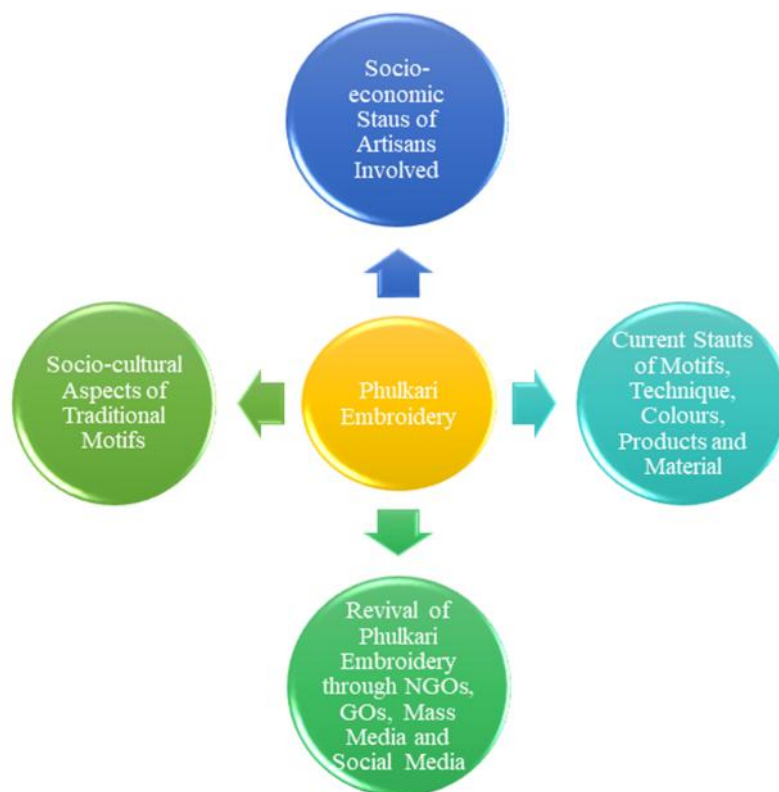 Socio-
economic
Staus of
Artisans
Involved
Socio-cultural
Aspects of
Traditional
Motifs
Phulkari
Embroidery
Current Stauts
of Motifs,
Technique,
Colours,
Products and
Material
Revival of
Phulkari
Embroidery
through NGOs,
GOs, Mass
Media and
Social Media